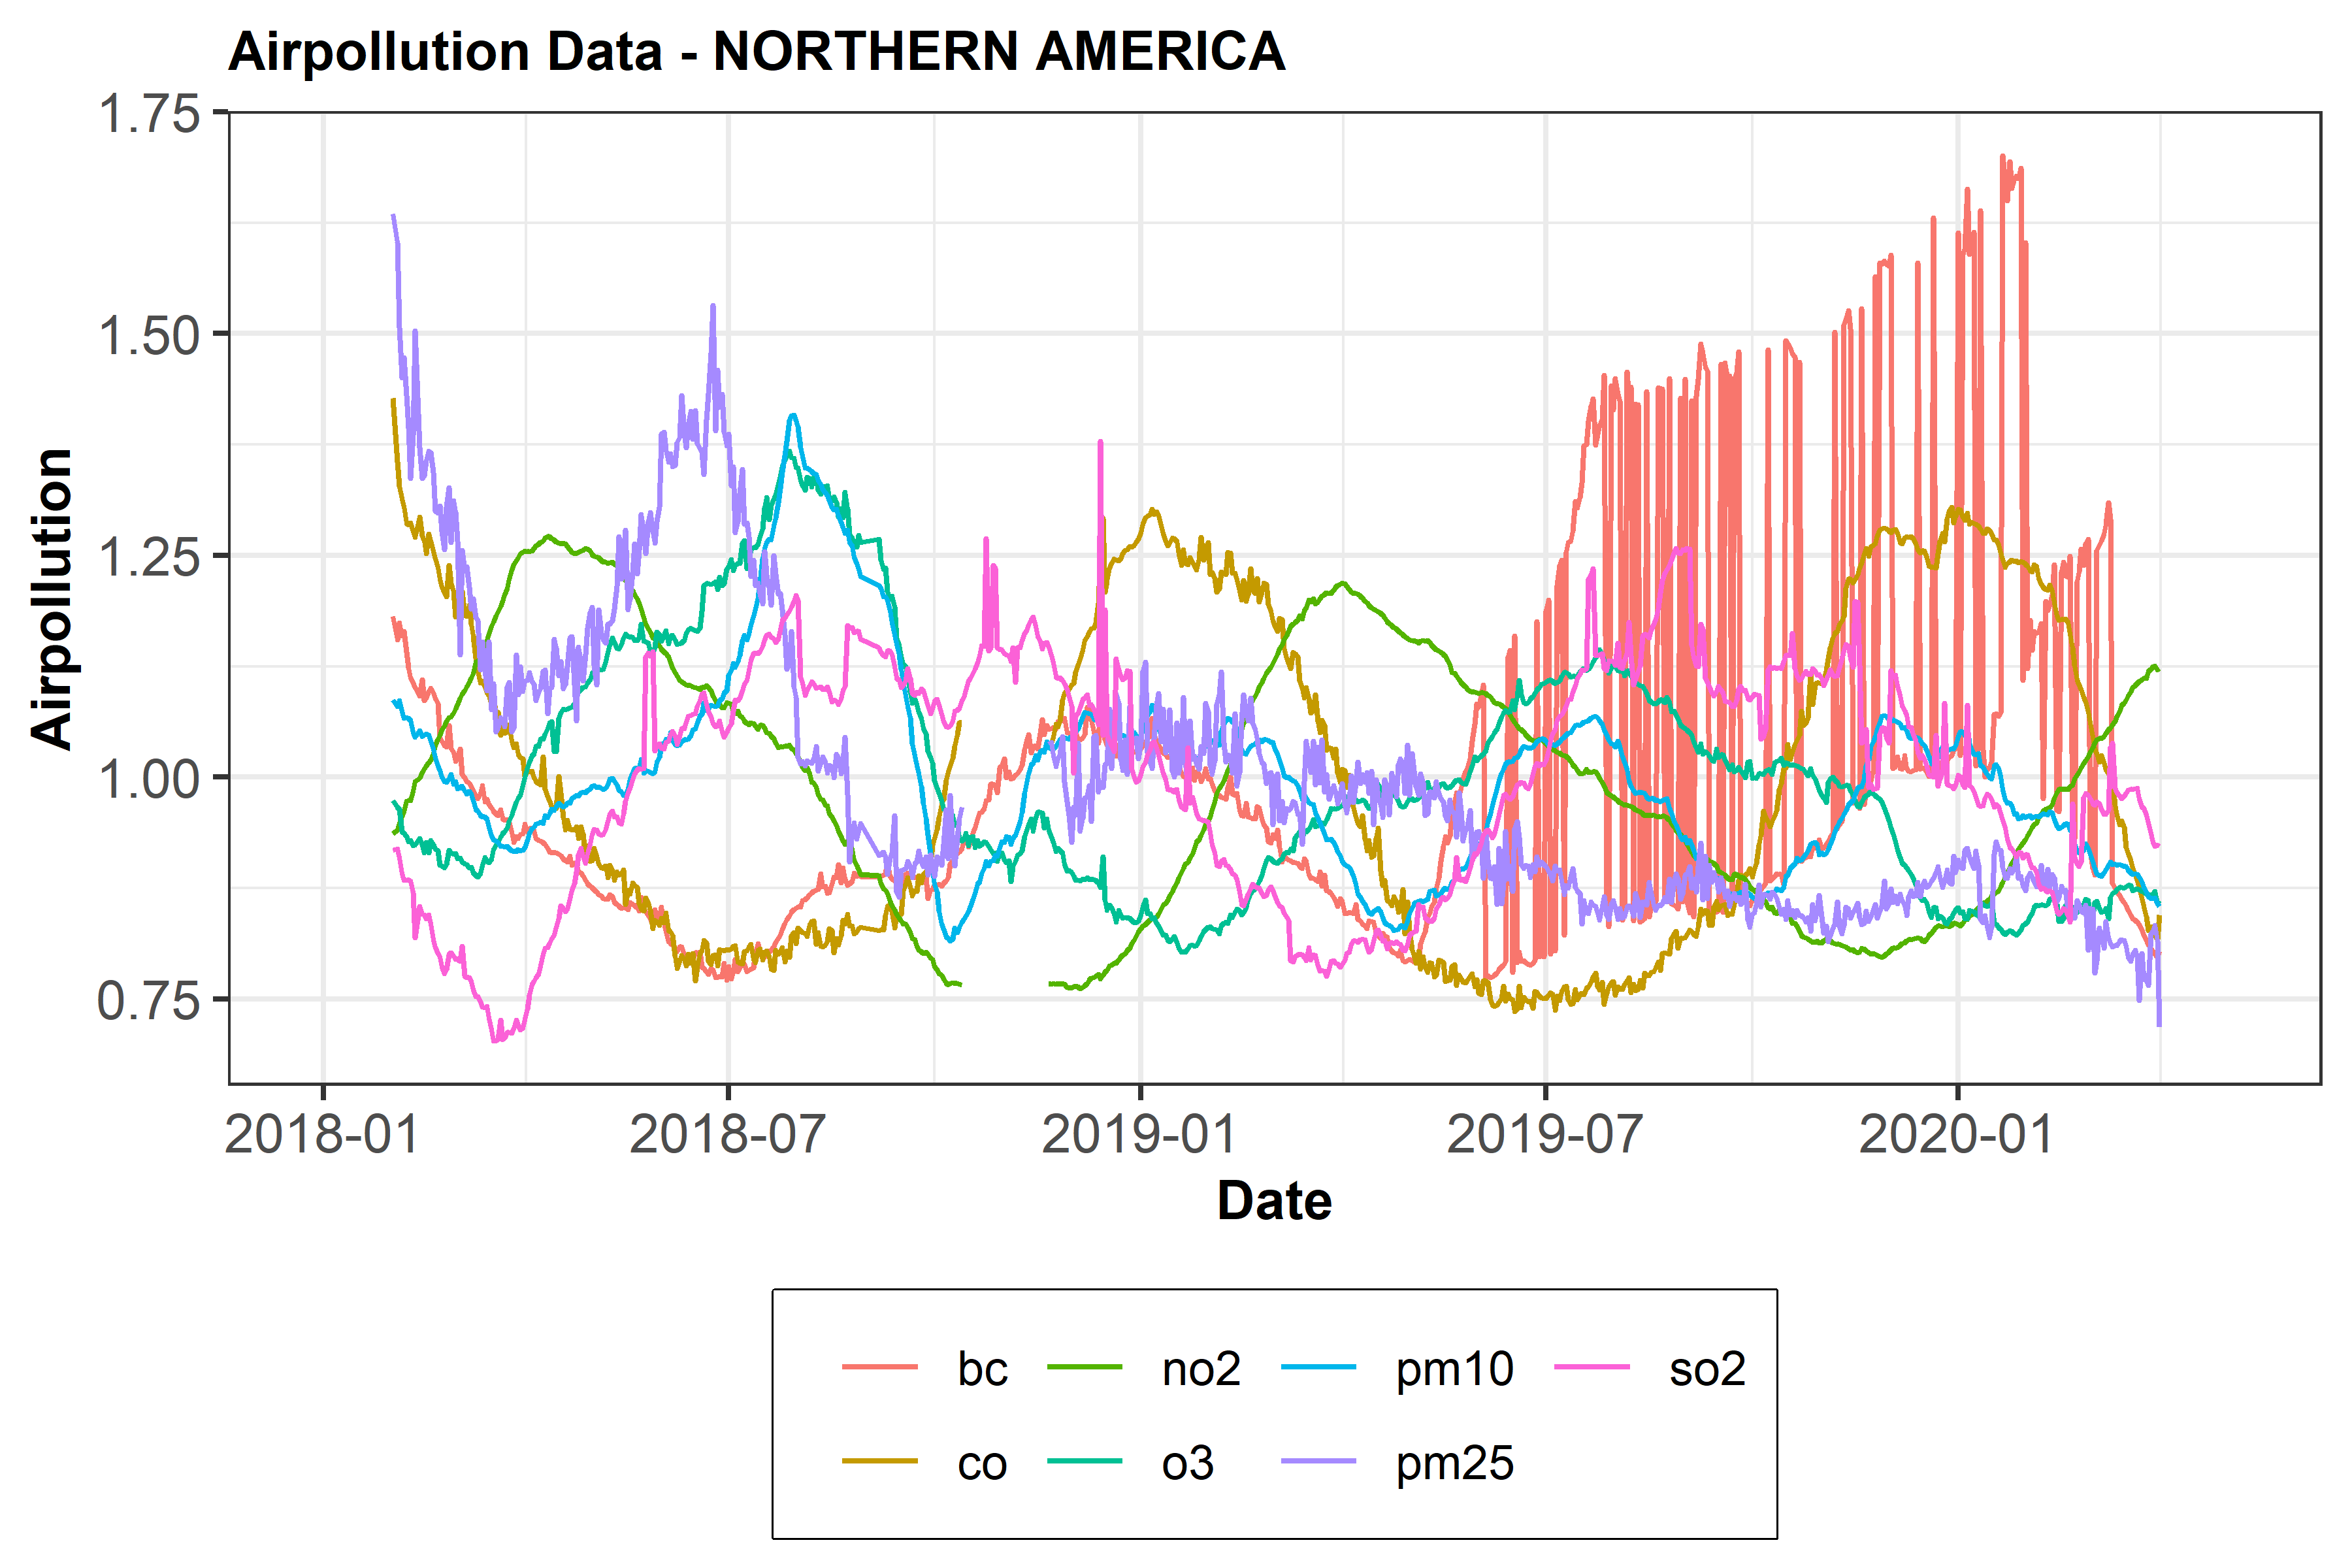 Airpollution Data - NORTHERN AMERICA
1.75
1.50
1.25
1.00
0.75
Airpollution
2018-01 2018-07 2019-01 2019-07 2020-01
Date
bc no2 pm10 so2
co o3 pm25